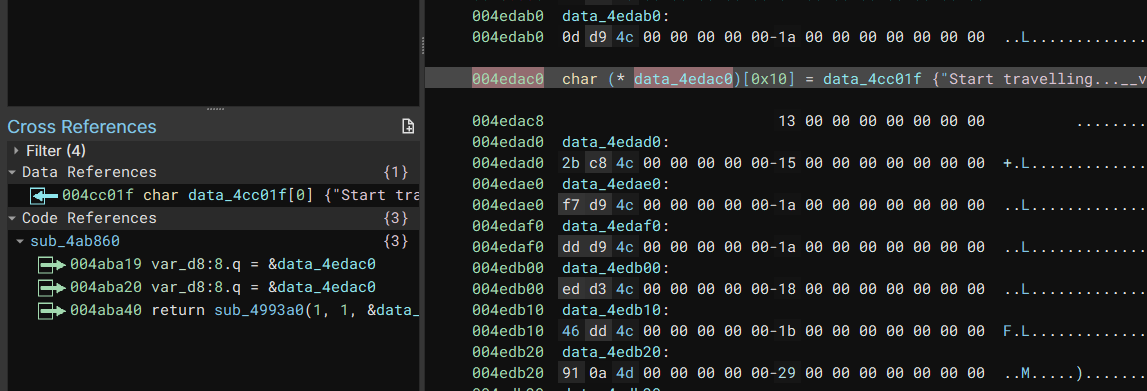 Cross References
Filter (4)
Data References {1}
004cc01f char data_4cc01f[0] {"Start tra
Code References {3}
sub_4ab860 {3}
004aba19 var_d8:8.q = &data_4edac0
004aba20 var_d8:8.q = &data_4edac0
004aba40 return sub_4993a0(1, 1, &data_
004edab0 data_4edab0:
004edab0 0d d9 4c 00 00 00 00 00-1a 00 00 00 00 00 00 00 ..L.............
004edac0 char (* data_4edac0)[0x10] = data_4cc01f {"Start travelling...__v
004edac8 13 00 00 00 00 00 00 00 ........
004edad0 data_4edad0:
004edad0 2b c8 4c 00 00 00 00 00-15 00 00 00 00 00 00 00 +.L.............
004edae0 data_4edae0:
004edae0 f7 d9 4c 00 00 00 00 00-1a 00 00 00 00 00 00 00 ..L.............
004edaf0 data_4edaf0:
004edaf0 dd d9 4c 00 00 00 00 00-1a 00 00 00 00 00 00 00 ..L.............
004edb00 data_4edb00:
004edb00 ed d3 4c 00 00 00 00 00-18 00 00 00 00 00 00 00 ..L.............
004edb10 data_4edb10:
004edb10 46 dd 4c 00 00 00 00 00-1b 00 00 00 00 00 00 00 F.L.............
004edb20 data_4edb20:
004edb20 91 0a 4d 00 00 00 00 00-29 00 00 00 00 00 00 00 ..M.....).......